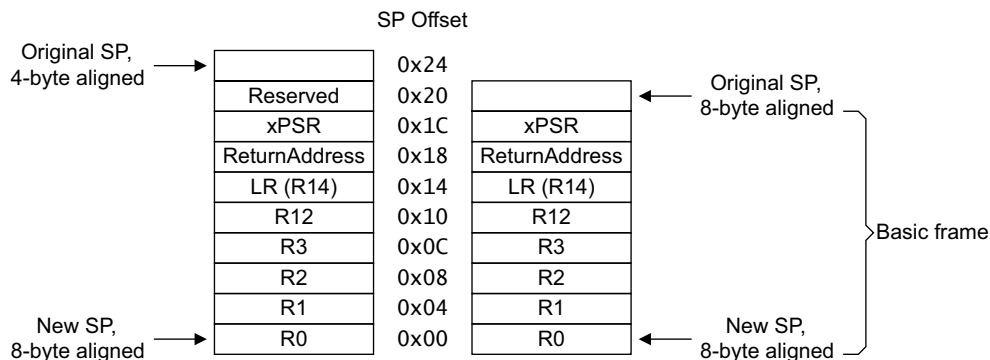 SP Offset
Original SP,
4-byte aligned
0x24
Reserved
0x20
Original SP,
8-byte aligned
xPSR
0x1C
xPSR
ReturnAddress
0x18
ReturnAddress
LR (R14)
0x14
LR (R14)
R12
0x10
R12
R3
0x0C
R3
Basic frame
R2
0x08
R2
R1
0x04
R1
New SP,
8-byte aligned
R0
0x00
R0
New SP,
8-byte aligned